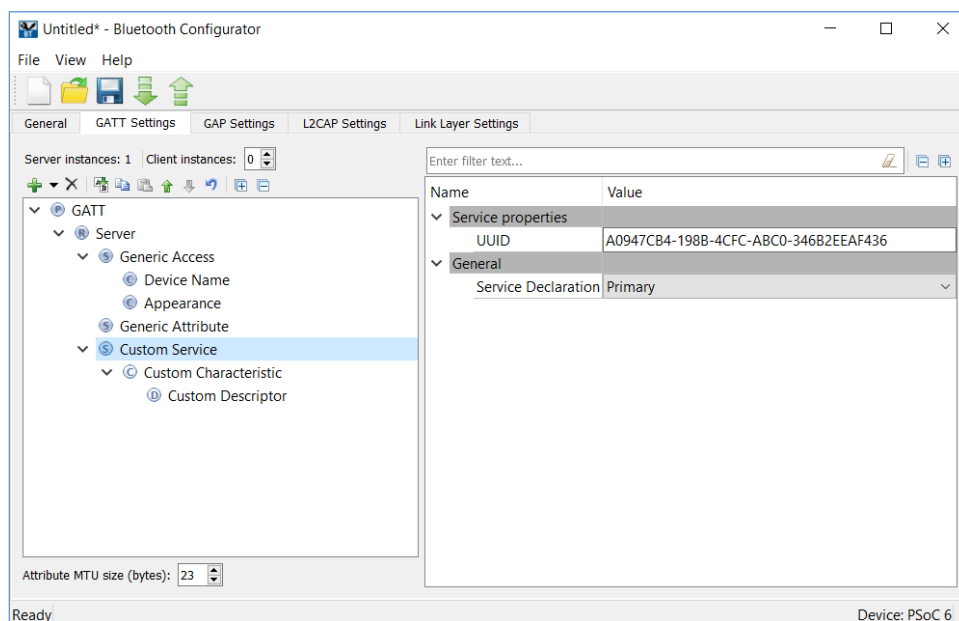 Untitled* - Bluetooth Configurator
File View Help
General GATT Settings GAP Settings L2CAP Settings Link Layer Settings
Server instances: 1 Client instances: 0
Enter filter text...
Name Value
Service properties
UUID A0947CB4-198B-4CFC-ABC0-346B2EEAF436
General
Service Declaration Primary
P GATT
R Server
S Generic Access
C Device Name
C Appearance
S Generic Attribute
S Custom Service
C Custom Characteristic
D Custom Descriptor
Attribute MTU size (bytes): 23
Ready Device: PSoC 6